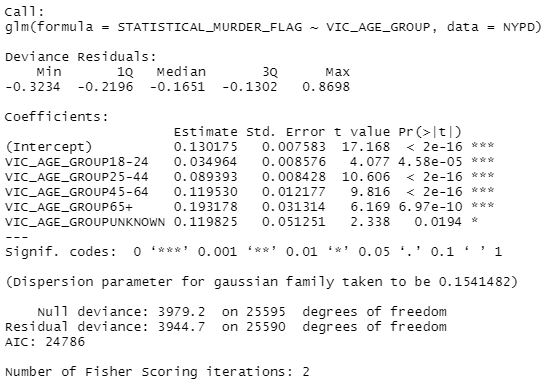 Call:
glm(formula = STATISTICAL_MURDER_FLAG ~ VIC_AGE_GROUP, data = NYPD)
Deviance Residuals:
Min 1Q Median 3Q Max
-0.3234 -0.2196 -0.1651 -0.1302 0.8698
Coefficients:
Estimate Std. Error t value Pr(>|t|)
(Intercept) 0.130175 0.007583 17.168 < 2e-16 ***
VIC_AGE_GROUP18-24 0.034964 0.008576 4.077 4.58e-05 ***
VIC_AGE_GROUP25-44 0.089393 0.008428 10.606 < 2e-16 ***
VIC_AGE_GROUP45-64 0.119530 0.012177 9.816 < 2e-16 ***
VIC_AGE_GROUP65+ 0.193178 0.031314 6.169 6.97e-10 ***
VIC_AGE_GROUPUNKNOWN 0.119825 0.051251 2.338 0.0194 *
---
Signif. codes: 0 ‘***’ 0.001 ‘**’ 0.01 ‘*’ 0.05 ‘.’ 0.1 ‘ ’ 1
(Dispersion parameter for gaussian family taken to be 0.1541482)
Null deviance: 3979.2 on 25595 degrees of freedom
Residual deviance: 3944.7 on 25590 degrees of freedom
AIC: 24786
Number of Fisher Scoring iterations: 2